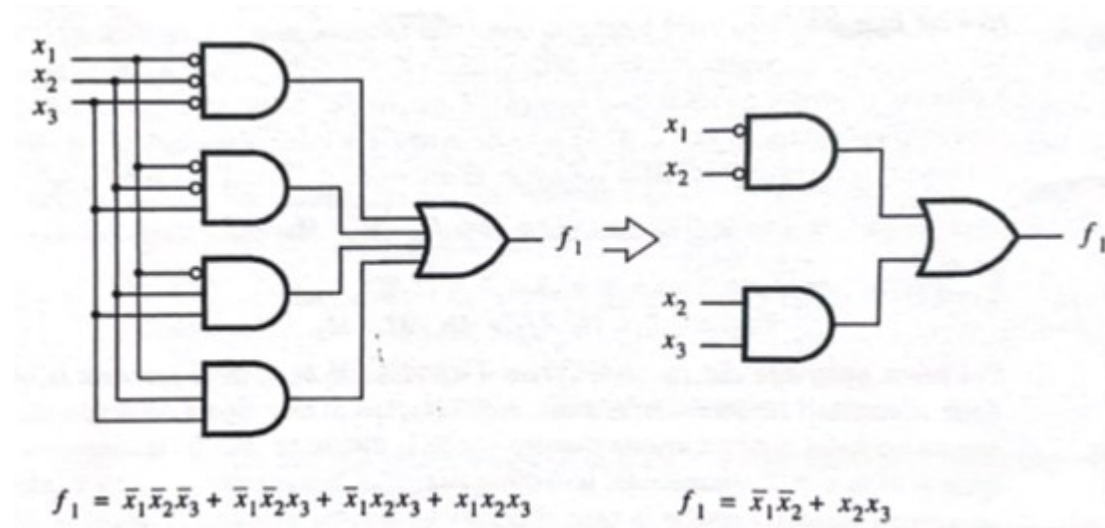 x₁
x₂
x₃
f₁
x₁
x₂
x₂
x₃
f₁
f₁ = x̄₁x̄₂x̄₃ + x̄₁x̄₂x₃ + x̄₁x₂x₃ + x₁x₂x₃
f₁ = x̄₁x̄₂ + x₂x₃